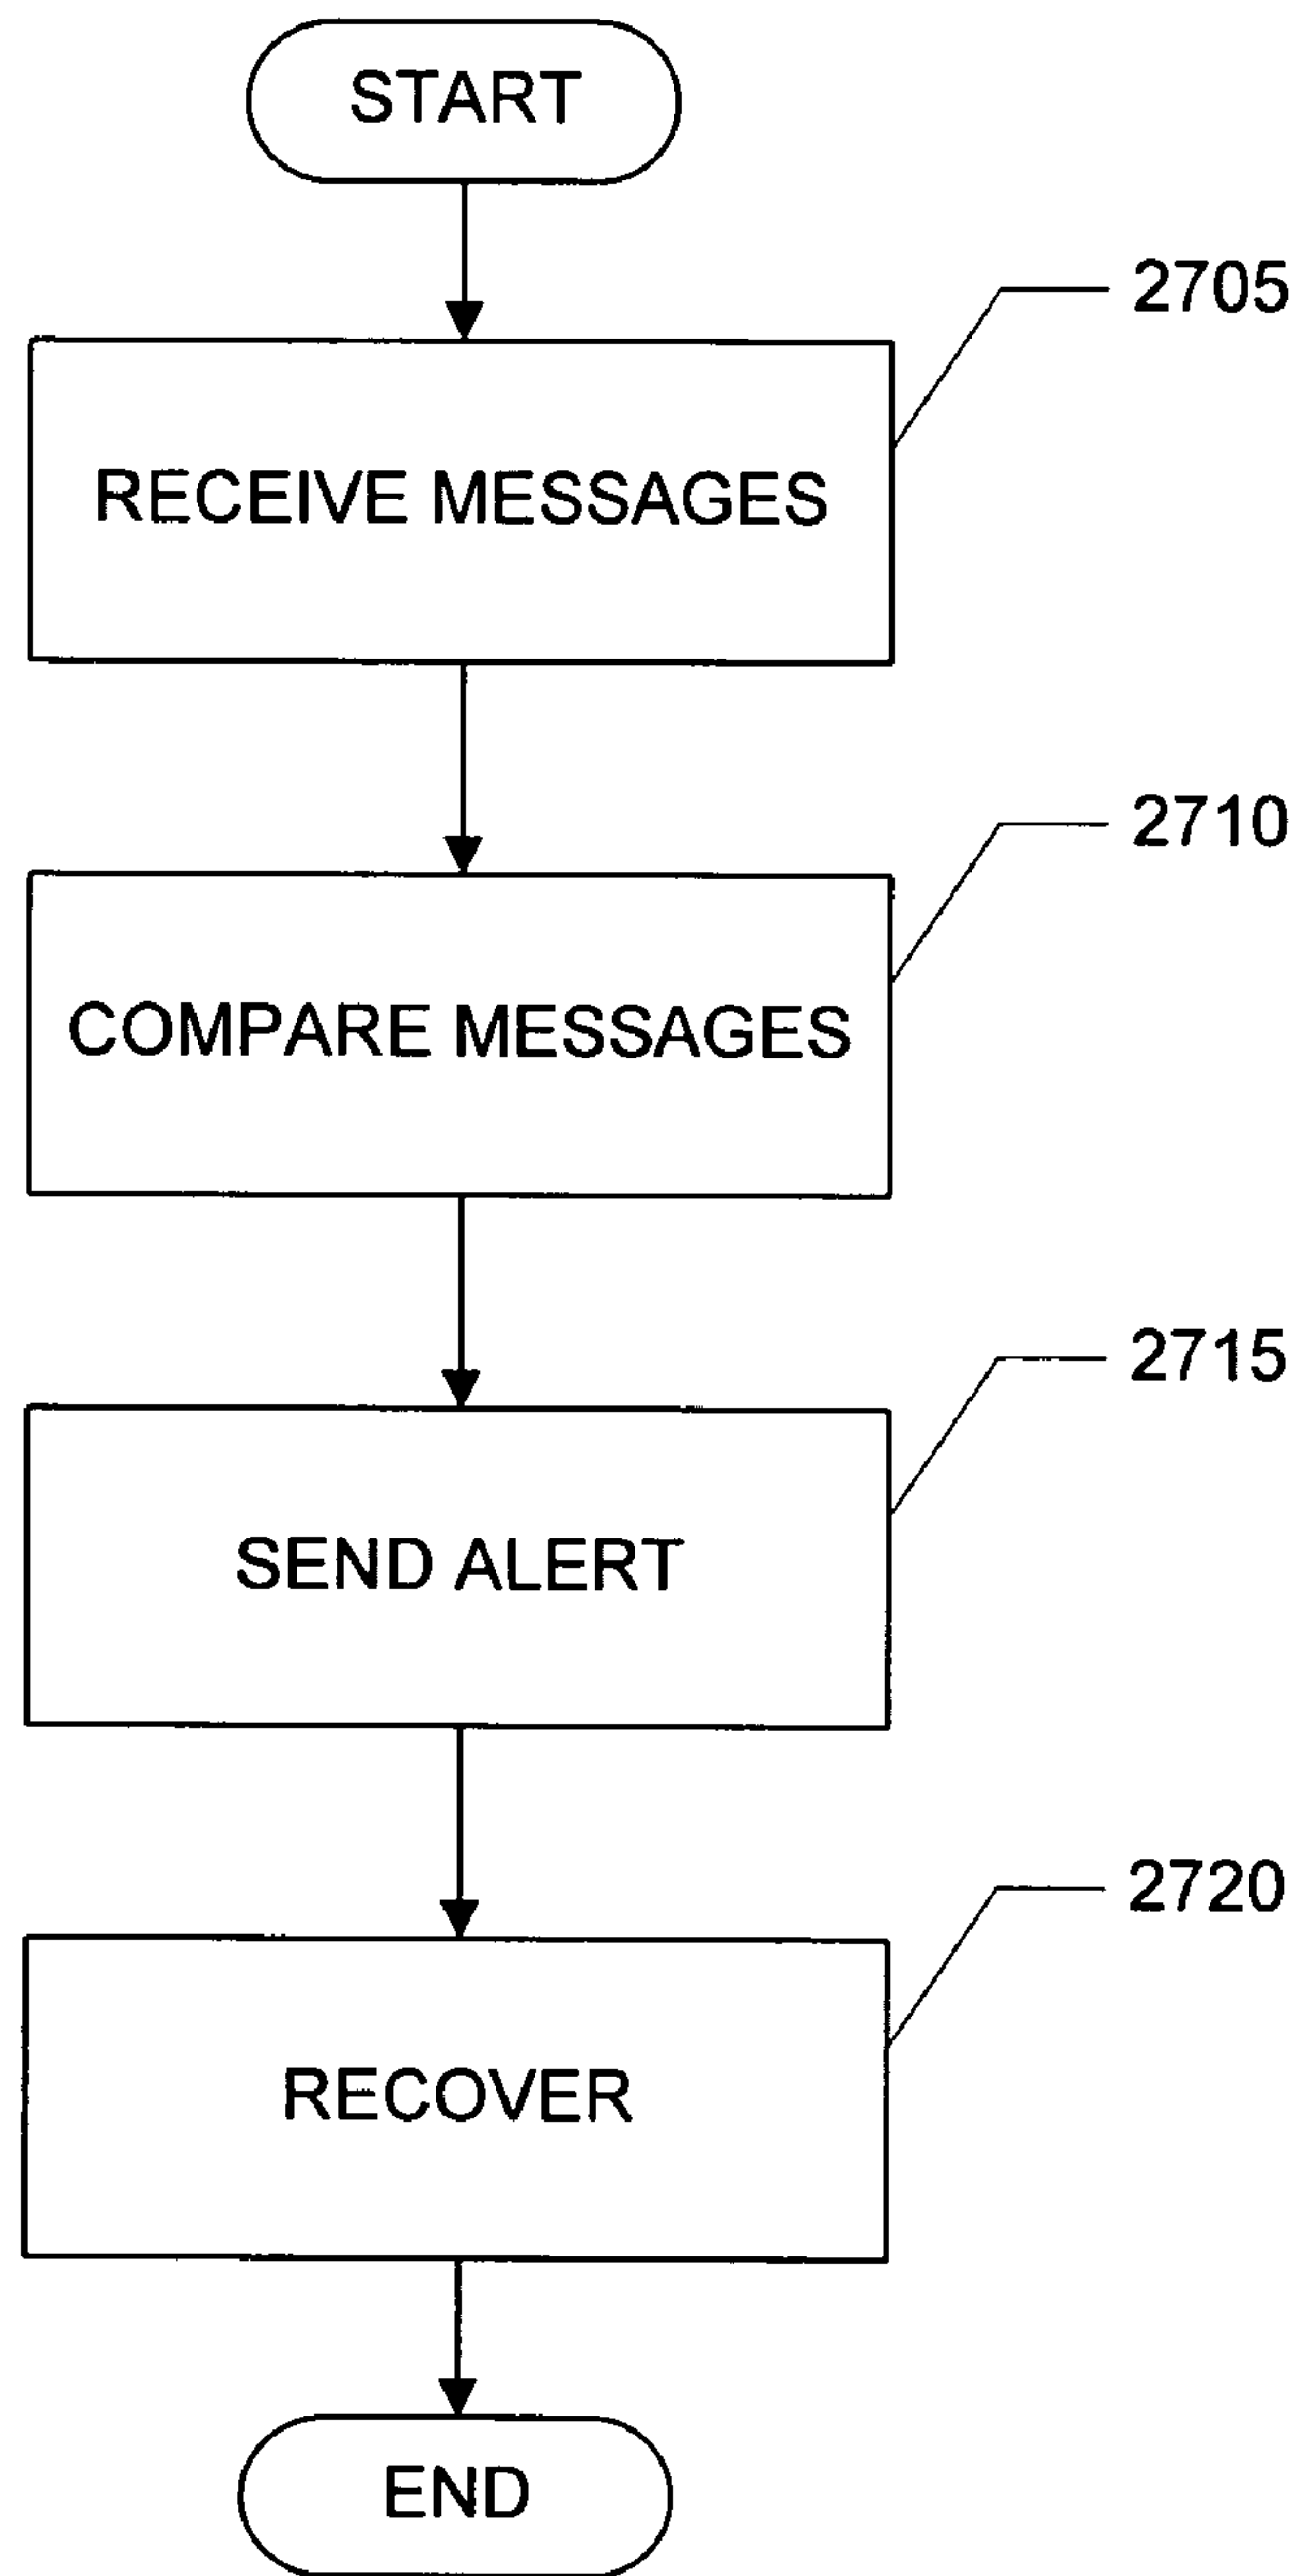 START
2705
RECEIVE MESSAGES
2710
COMPARE MESSAGES
2715
SEND ALERT
2720
RECOVER
END